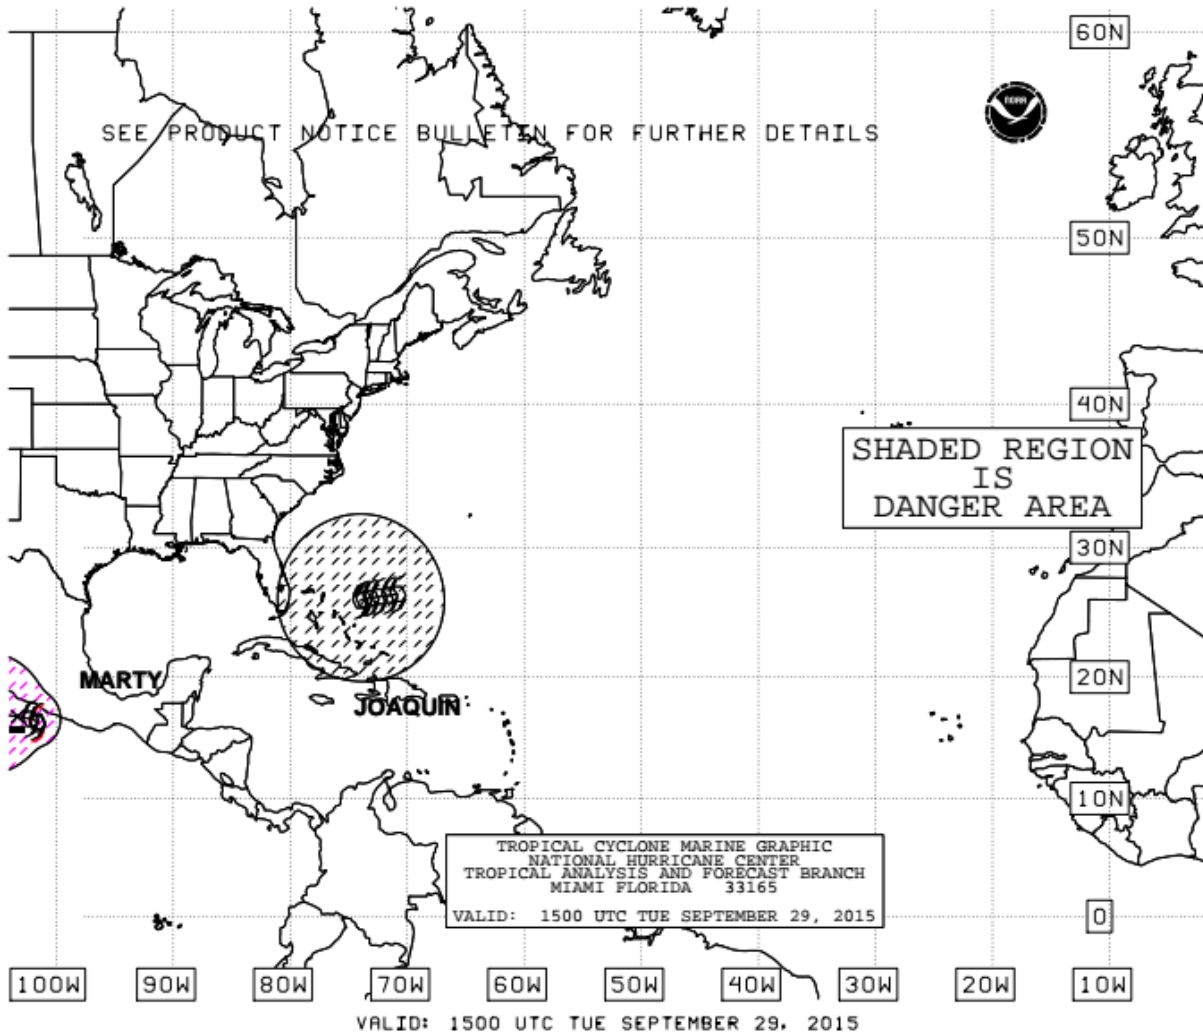 60N
NOAA
SEE PRODUCT NOTICE BULLETIN FOR FURTHER DETAILS
50N
40N
SHADED REGION
IS
DANGER AREA
30N
MARTY
20N
JOAQUIN
10N
TROPICAL CYCLONE MARINE GRAPHIC
NATIONAL HURRICANE CENTER
TROPICAL ANALYSIS AND FORECAST BRANCH
MIAMI FLORIDA 33165
VALID: 1500 UTC TUE SEPTEMBER 29, 2015
0
100W 90W 80W 70W 60W 50W 40W 30W 20W 10W
VALID: 1500 UTC TUE SEPTEMBER 29, 2015